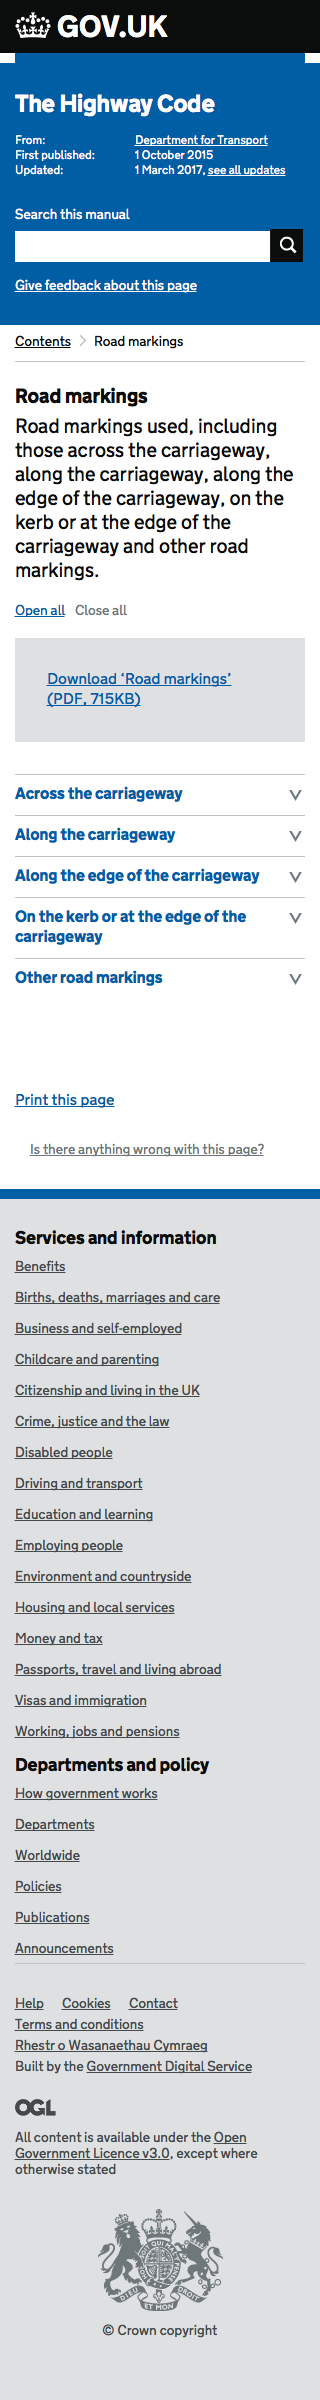 GOV.UK
The Highway Code
From: Department for Transport
First published: 1 October 2015
Updated: 1 March 2017, see all updates
Search this manual
Give feedback about this page
Contents > Road markings
Road markings
Road markings used, including
those across the carriageway,
along the carriageway, along the
edge of the carriageway, on the
kerb or at the edge of the
carriageway and other road
markings.
Open all Close all
Download ‘Road markings’
(PDF, 715KB)
Across the carriageway
Along the carriageway
Along the edge of the carriageway
On the kerb or at the edge of the
carriageway
Other road markings
Print this page
Is there anything wrong with this page?
Services and information
Benefits
Births, deaths, marriages and care
Business and self-employed
Childcare and parenting
Citizenship and living in the UK
Crime, justice and the law
Disabled people
Driving and transport
Education and learning
Employing people
Environment and countryside
Housing and local services
Money and tax
Passports, travel and living abroad
Visas and immigration
Working, jobs and pensions
Departments and policy
How government works
Departments
Worldwide
Policies
Publications
Announcements
Help Cookies Contact
Terms and conditions
Rhestr o Wasanaethau Cymraeg
Built by the Government Digital Service
OGL
All content is available under the Open
Government Licence v3.0, except where
otherwise stated
DIEU ET MON DROIT
© Crown copyright